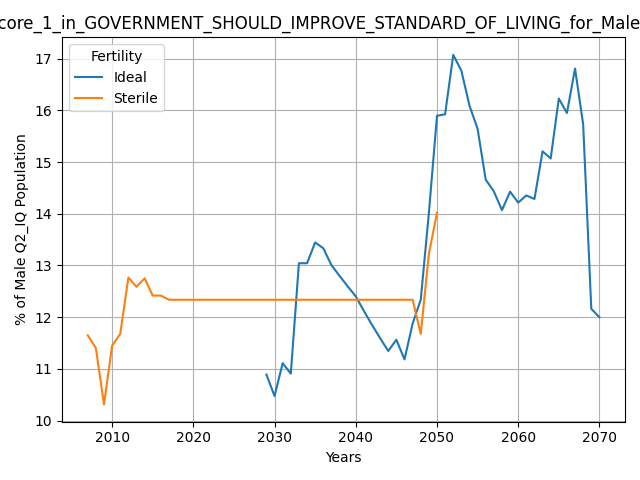 core_1_in_GOVERNMENT_SHOULD_IMPROVE_STANDARD_OF_LIVING_for_Male
Fertility
Ideal
Sterile
% of Male Q2_IQ Population
17
16
15
14
13
12
11
10
2010 2020 2030 2040 2050 2060 2070
Years